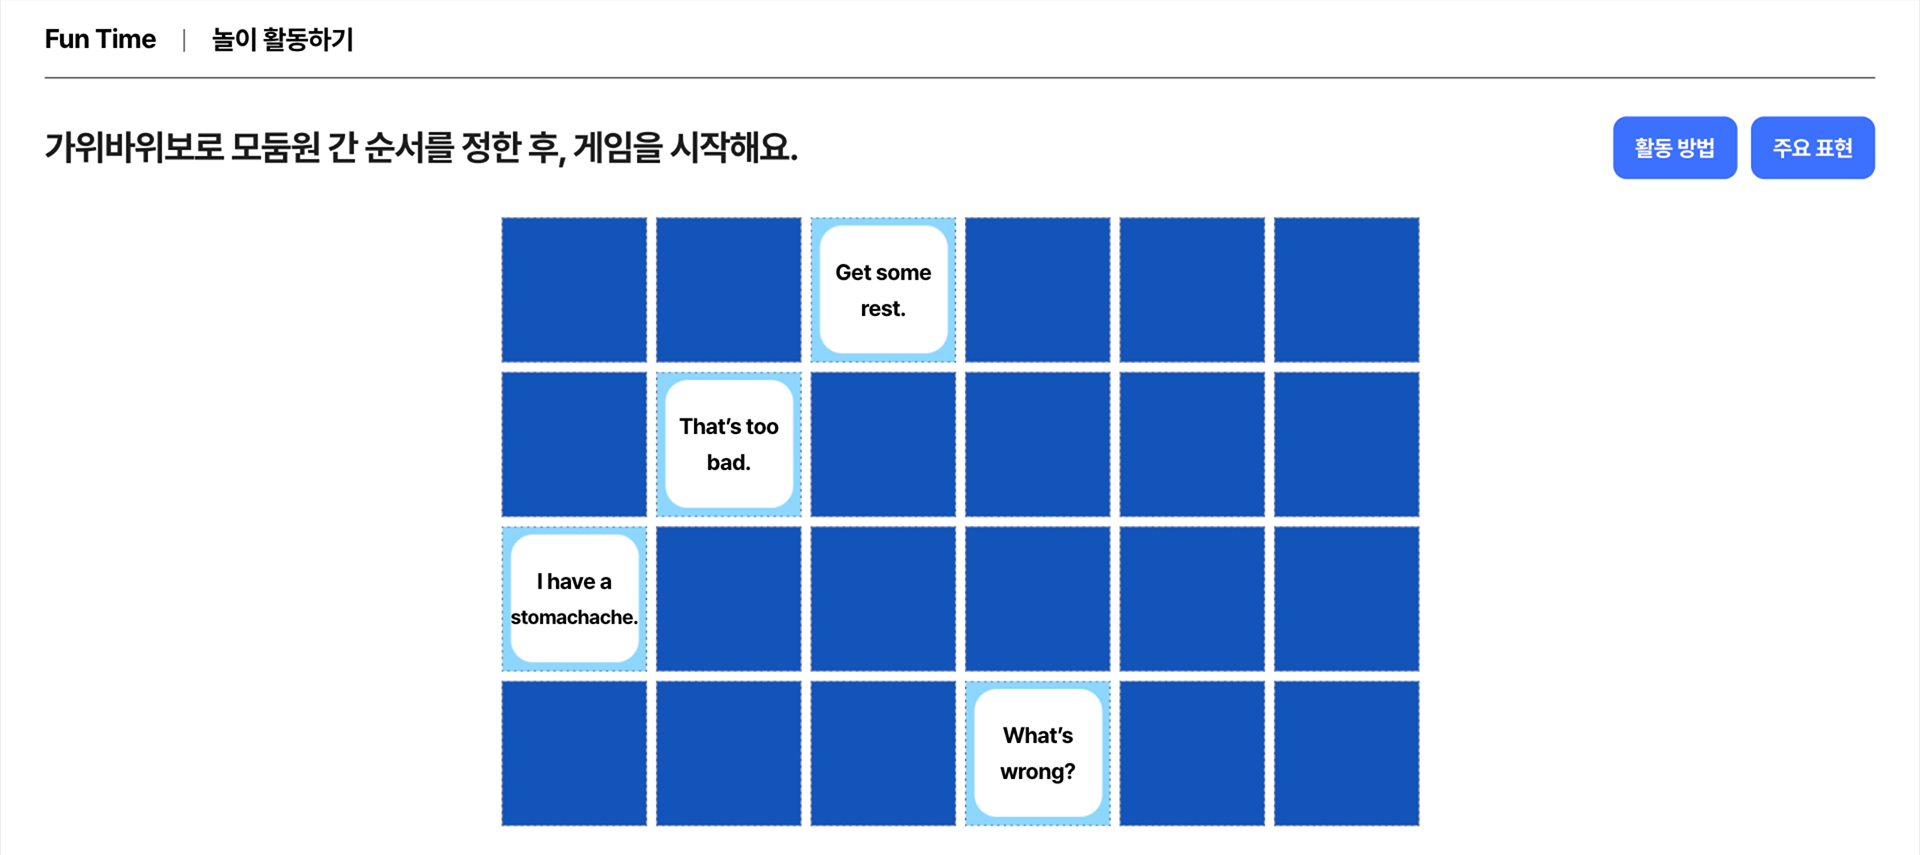 Fun Time | 놀이 활동하기
가위바위보로 모둠원 간 순서를 정한 후, 게임을 시작해요.
활동 방법
주요 표현
Get some
rest.
That's too
bad.
I have a
stomachache.
What's
wrong?